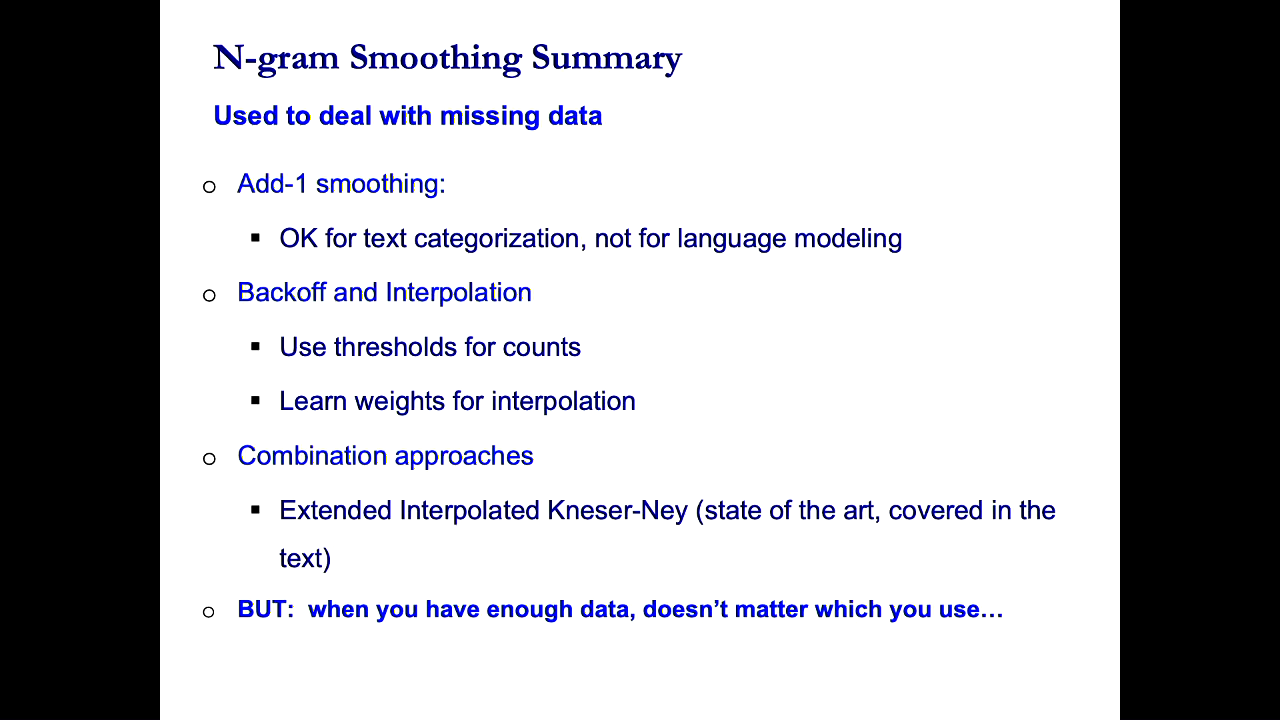 N-gram Smoothing Summary
Used to deal with missing data
o Add-1 smoothing:
▪ OK for text categorization, not for language modeling
o Backoff and Interpolation
▪ Use thresholds for counts
▪ Learn weights for interpolation
o Combination approaches
▪ Extended Interpolated Kneser-Ney (state of the art, covered in the
text)
o BUT:  when you have enough data, doesn’t matter which you use…